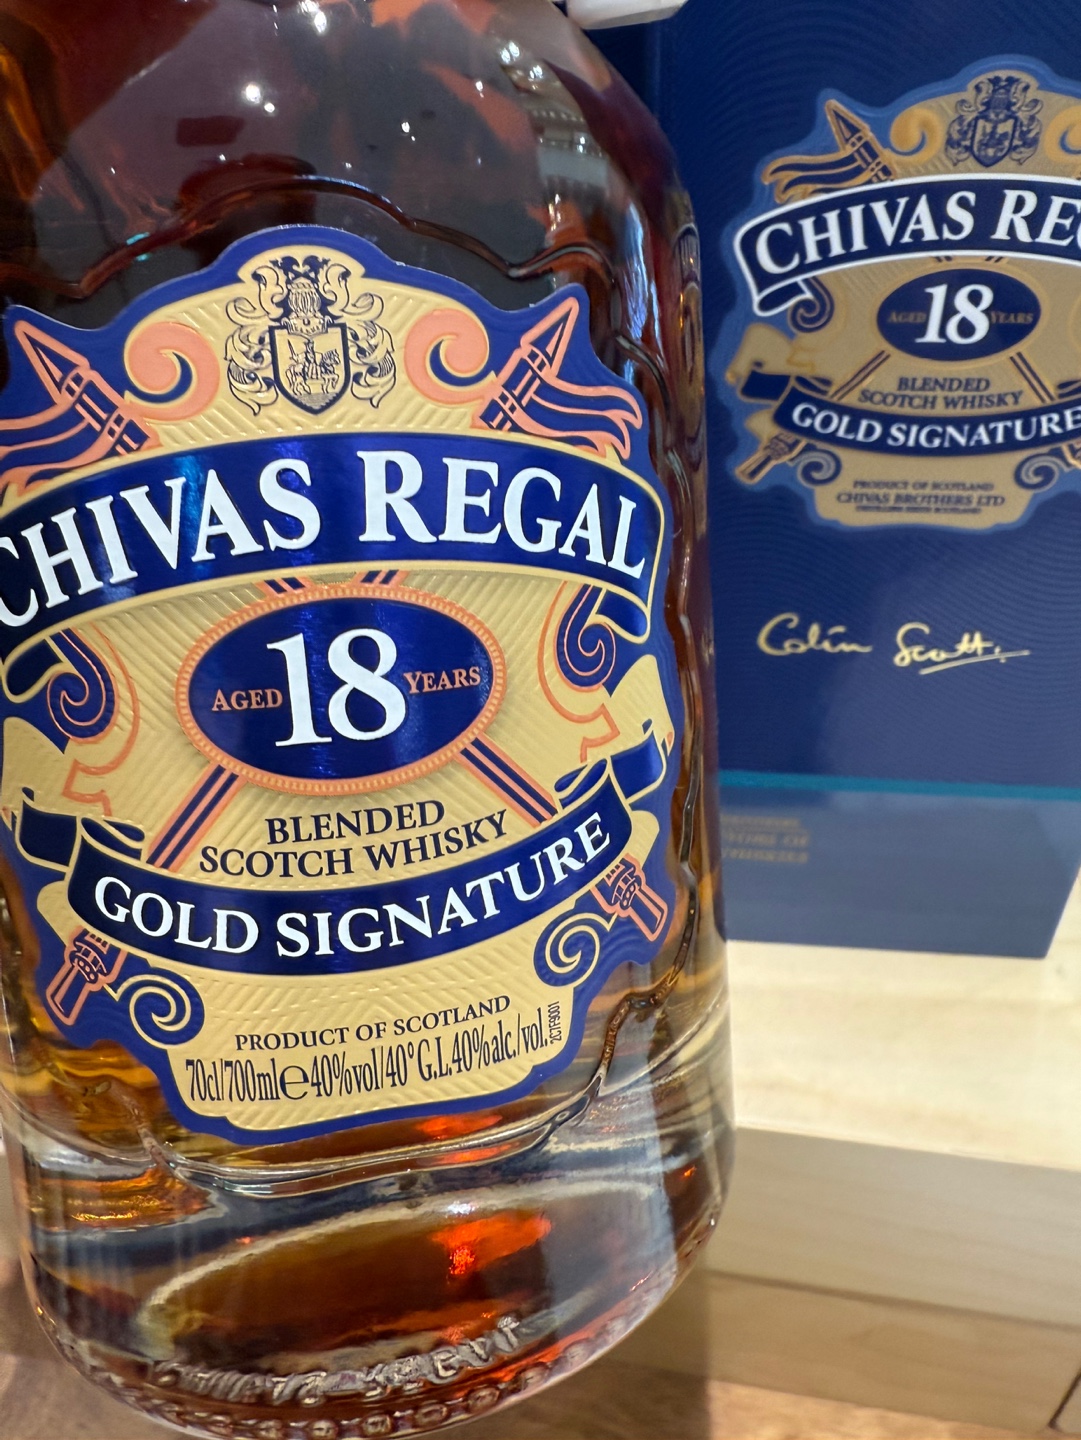 CHIVAS REGAL
AGED 18 YEARS
BLENDED
SCOTCH WHISKY
GOLD SIGNATURE
PRODUCT OF SCOTLAND
70cl/700ml e 40%vol/40° G.L. 40%alc./vol.
2C7F9001
CHIVAS RE
AGED 18 YEARS
BLENDED
SCOTCH WHISKY
GOLD SIGNATURE
PRODUCT OF SCOTLAND
CHIVAS BROTHERS LTD
Colin Scott.